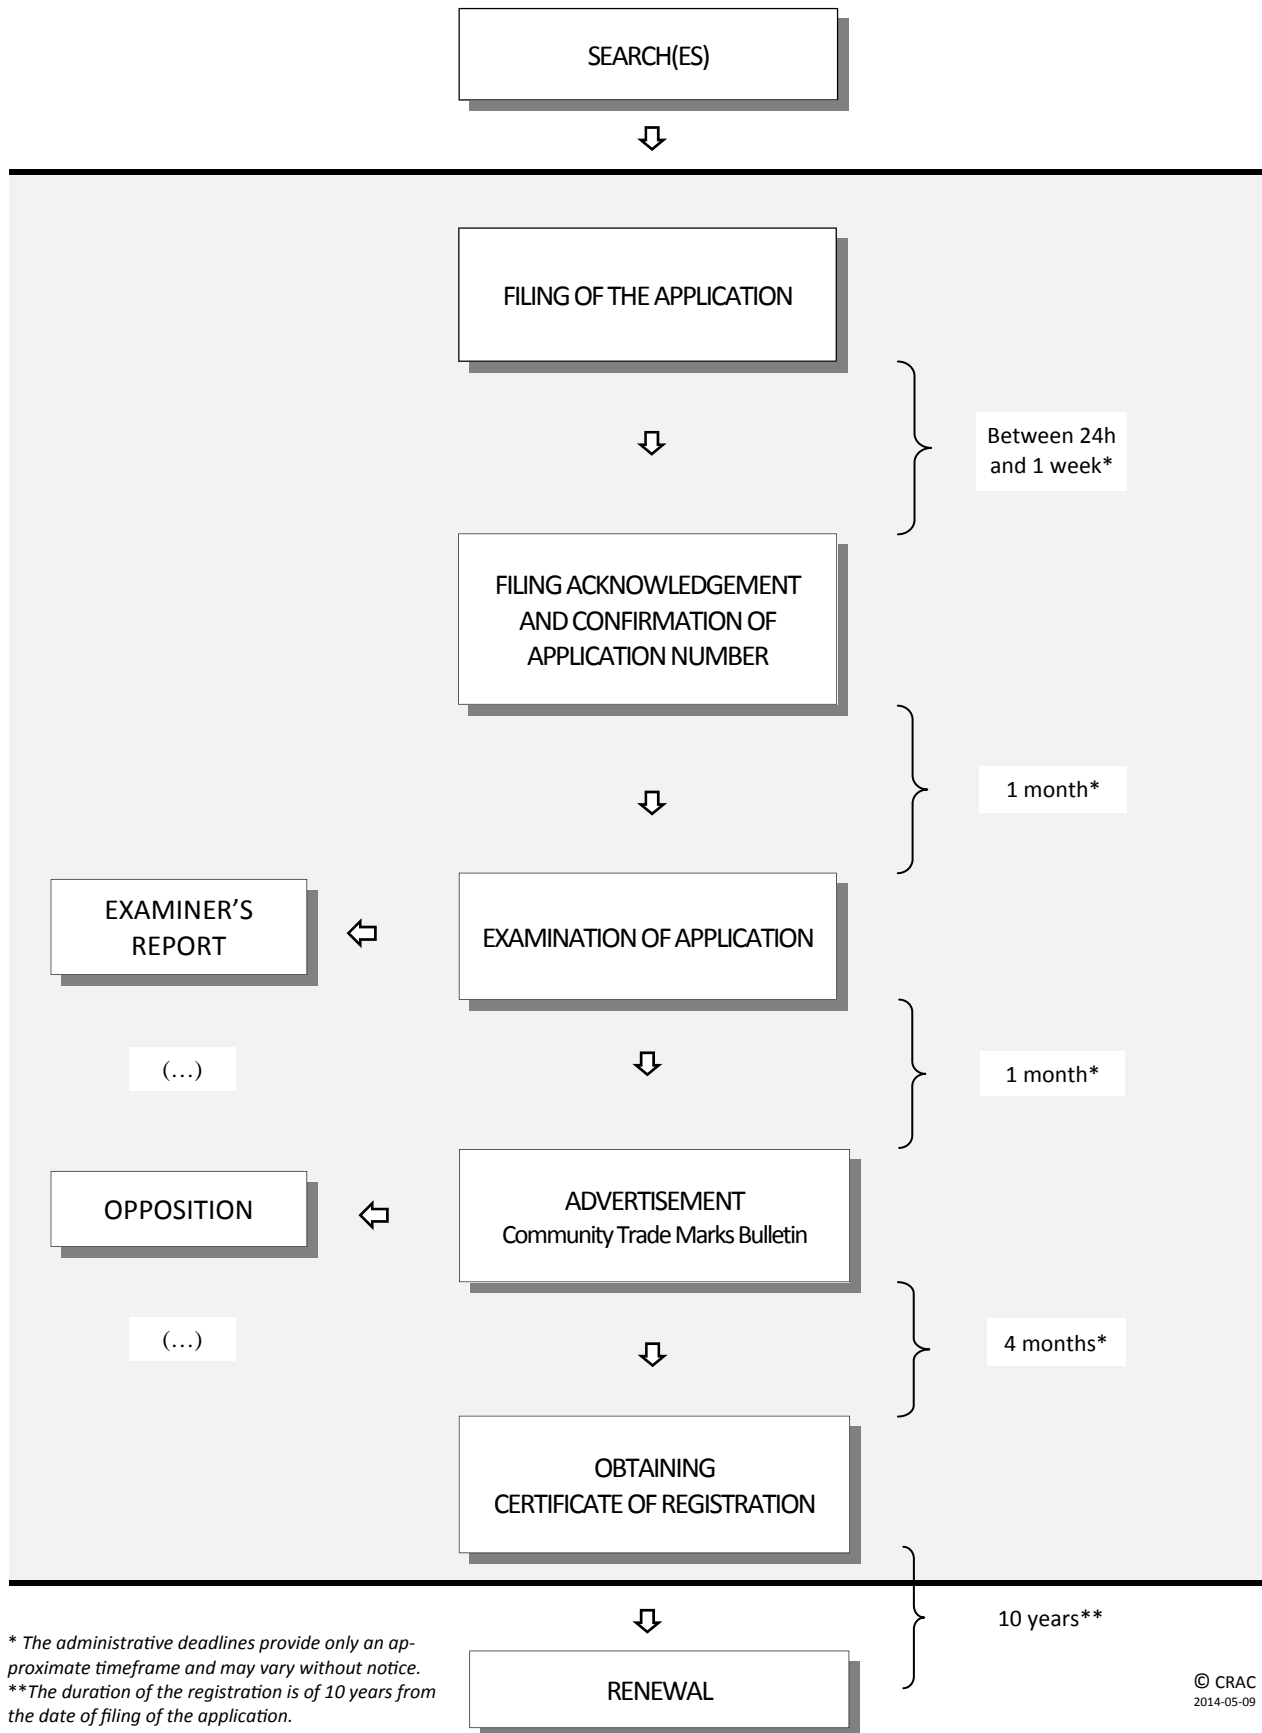 SEARCH(ES)
FILING OF THE APPLICATION
Between 24h
and 1 week*
FILING ACKNOWLEDGEMENT
AND CONFIRMATION OF
APPLICATION NUMBER
1 month*
EXAMINER’S
REPORT
EXAMINATION OF APPLICATION
(…)
1 month*
OPPOSITION
ADVERTISEMENT
Community Trade Marks Bulletin
(…)
4 months*
OBTAINING
CERTIFICATE OF REGISTRATION
10 years**
* The administrative deadlines provide only an ap-
proximate timeframe and may vary without notice.
**The duration of the registration is of 10 years from
the date of filing of the application.
RENEWAL
© CRAC
2014-05-09